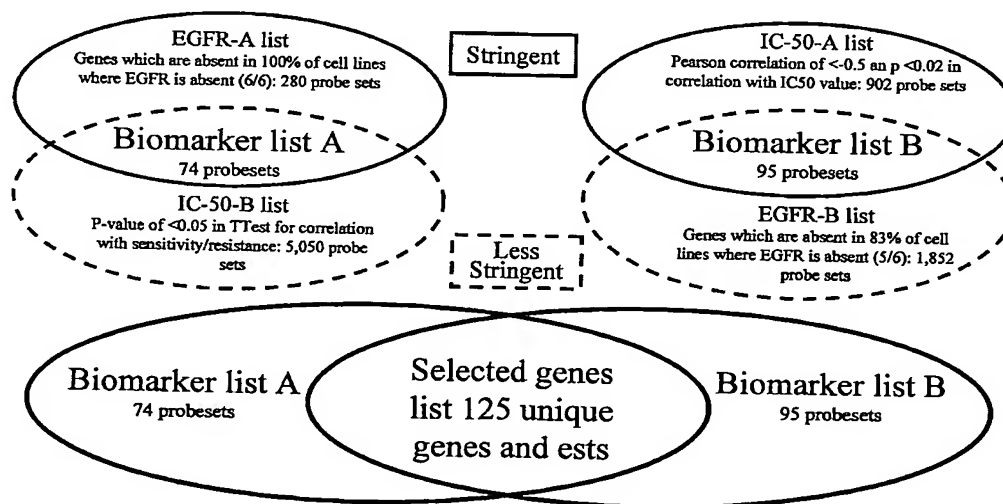 EGFR-A list
Genes which are absent in 100% of cell lines
where EGFR is absent (6/6): 280 probe sets
Biomarker list A
74 probesets
IC-50-B list
P-value of <0.05 in TTest for correlation
with sensitivity/resistance: 5,050 probe
sets
Stringent
Less
Stringent
IC-50-A list
Pearson correlation of <-0.5 an p <0.02 in
correlation with IC50 value: 902 probe sets
Biomarker list B
95 probesets
EGFR-B list
Genes which are absent in 83% of cell
lines where EGFR is absent (5/6): 1,852
probe sets
Biomarker list A
74 probesets
Selected genes
list 125 unique
genes and ests
Biomarker list B
95 probesets